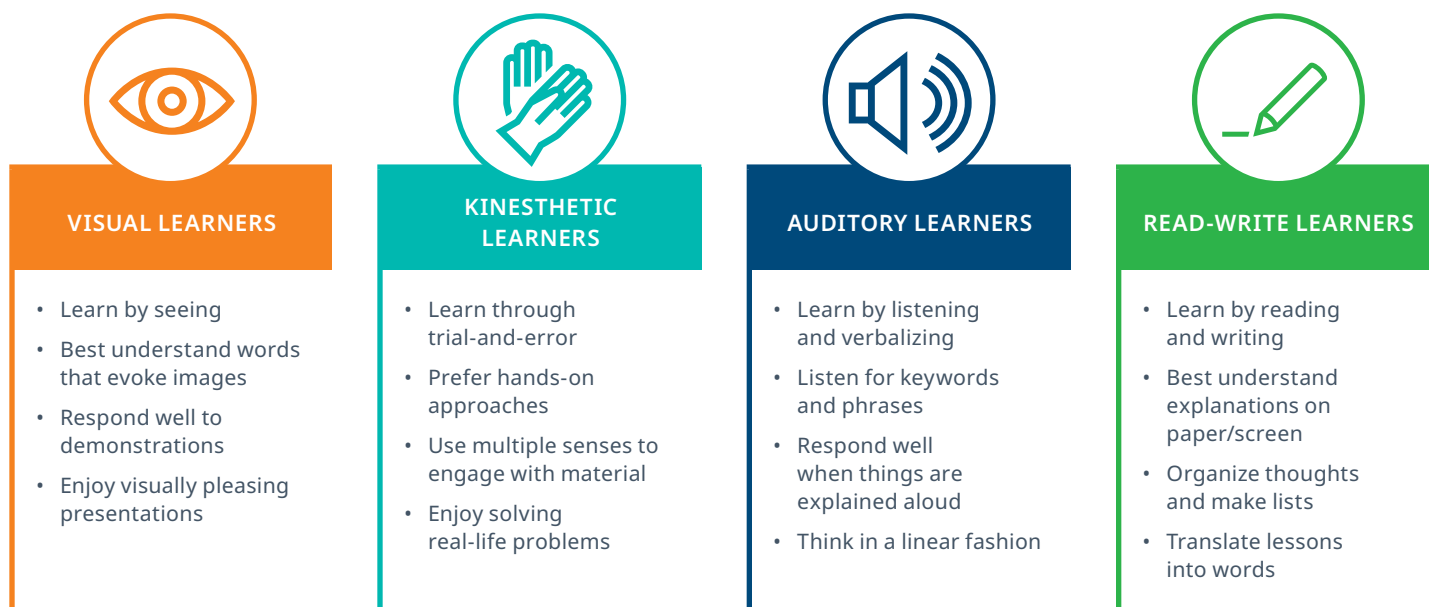 VISUAL LEARNERS
• Learn by seeing
• Best understand words
that evoke images
• Respond well to
demonstrations
• Enjoy visually pleasing
presentations
KINESTHETIC
LEARNERS
• Learn through
trial-and-error
• Prefer hands-on
approaches
• Use multiple senses to
engage with material
• Enjoy solving
real-life problems
AUDITORY LEARNERS
• Learn by listening
and verbalizing
• Listen for keywords
and phrases
• Respond well
when things are
explained aloud
• Think in a linear fashion
READ-WRITE LEARNERS
• Learn by reading
and writing
• Best understand
explanations on
paper/screen
• Organize thoughts
and make lists
• Translate lessons
into words